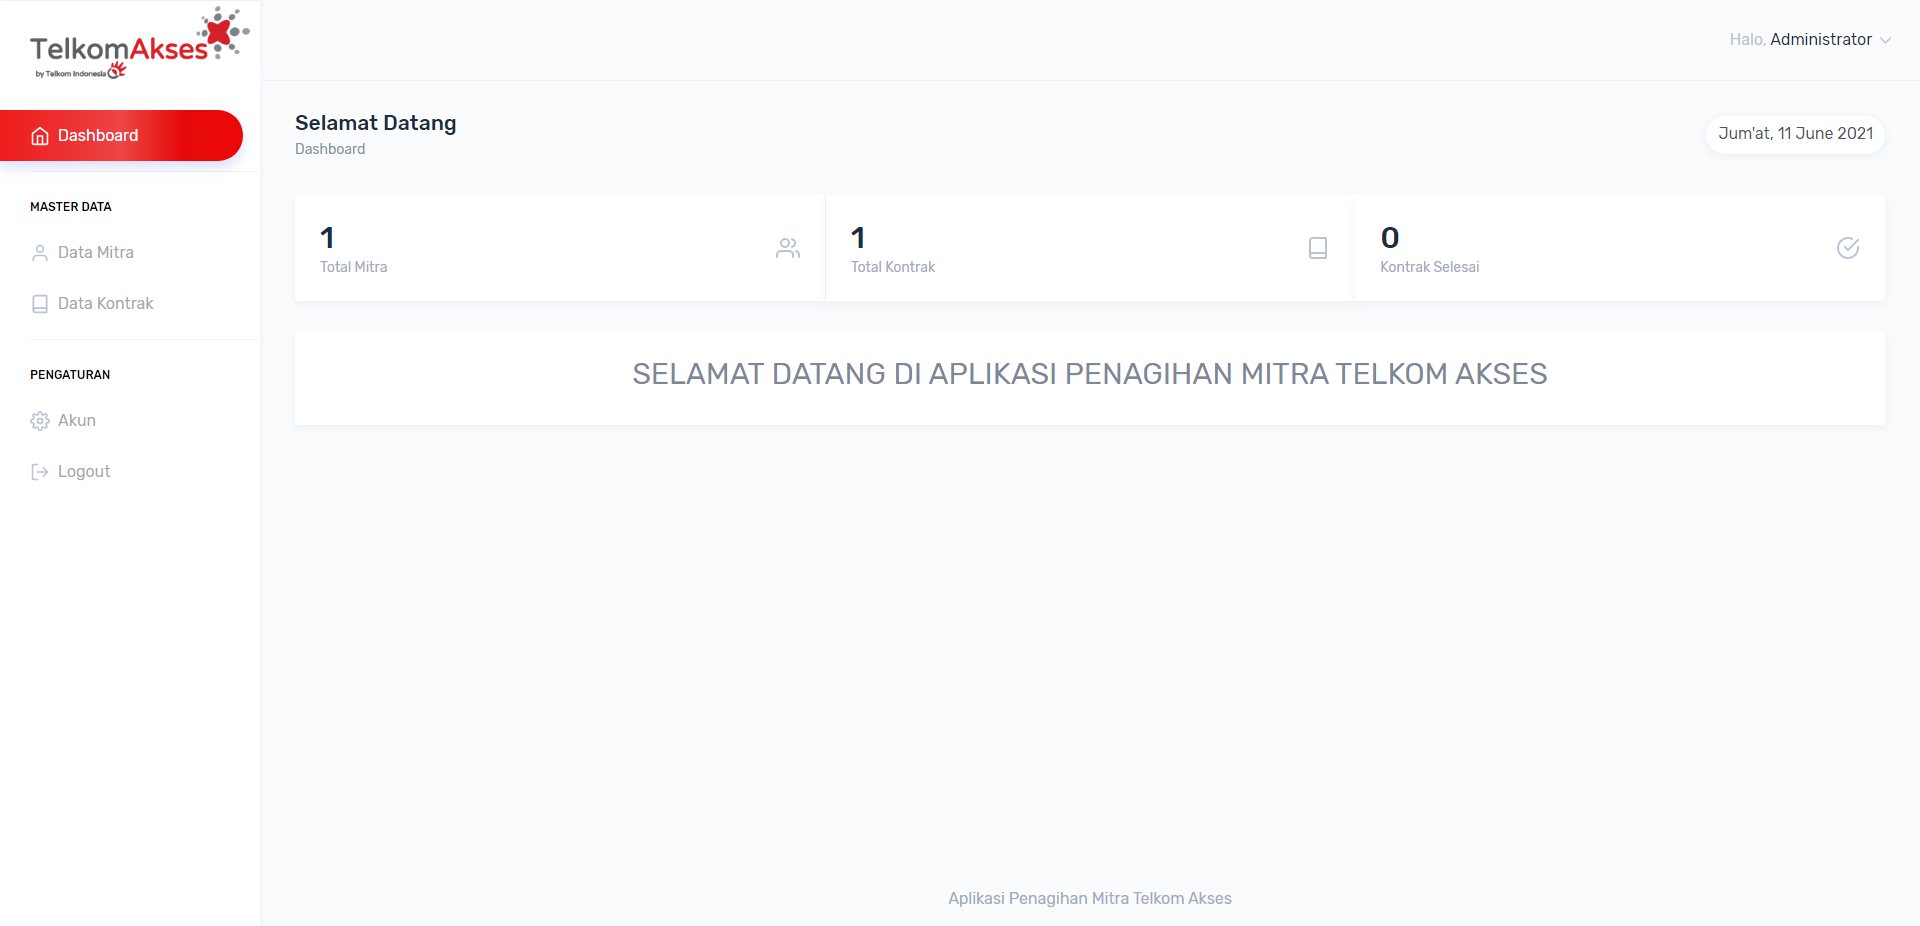 TelkomAkses
by Telkom Indonesia
Halo, Administrator
Dashboard
MASTER DATA
Data Mitra
Data Kontrak
PENGATURAN
Akun
Logout
Selamat Datang
Dashboard
Jum'at, 11 June 2021
1
Total Mitra
1
Total Kontrak
0
Kontrak Selesai
SELAMAT DATANG DI APLIKASI PENAGIHAN MITRA TELKOM AKSES
Aplikasi Penagihan Mitra Telkom Akses